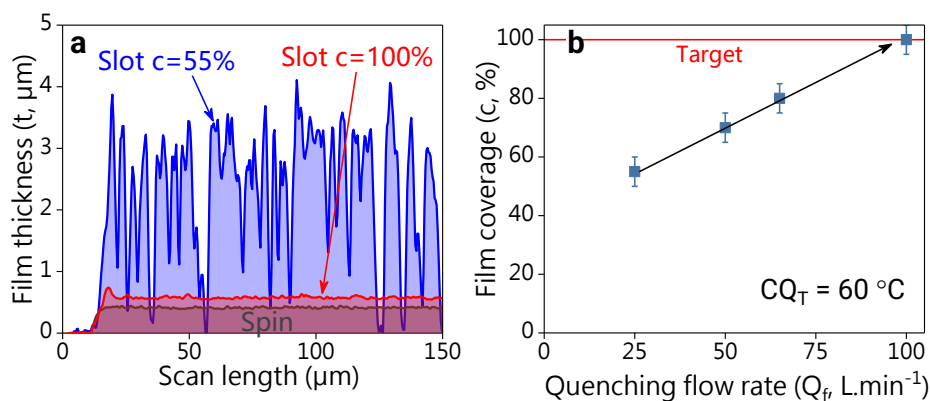 a
Slot c=55%
Slot c=100%
Spin
Film thickness (t, µm)
5
4
3
2
1
0
0
50
100
150
Scan length (µm)
b
Target
CQ_T = 60 °C
Film coverage (c, %)
100
80
60
40
20
0
0
25
50
75
100
Quenching flow rate (Q_f, L.min⁻¹)